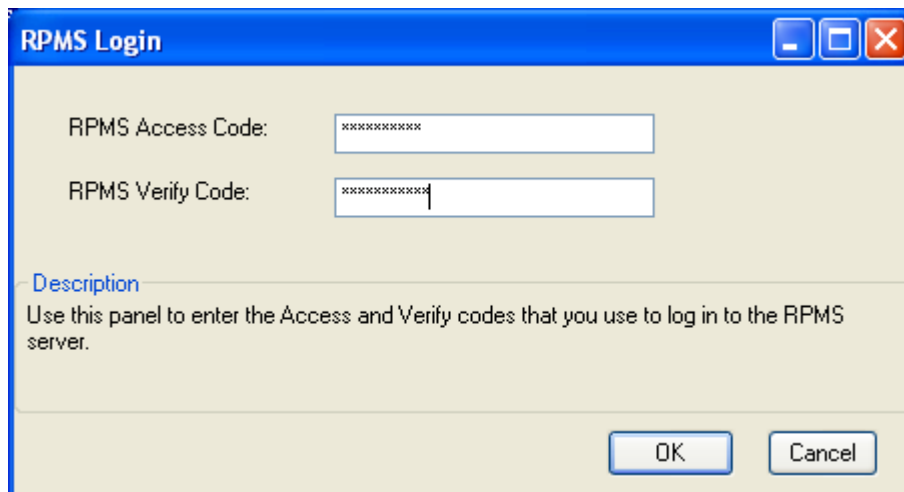 RPMS Login
RPMS Access Code: **********
RPMS Verify Code: ***********
Description
Use this panel to enter the Access and Verify codes that you use to log in to the RPMS
server.
OK Cancel